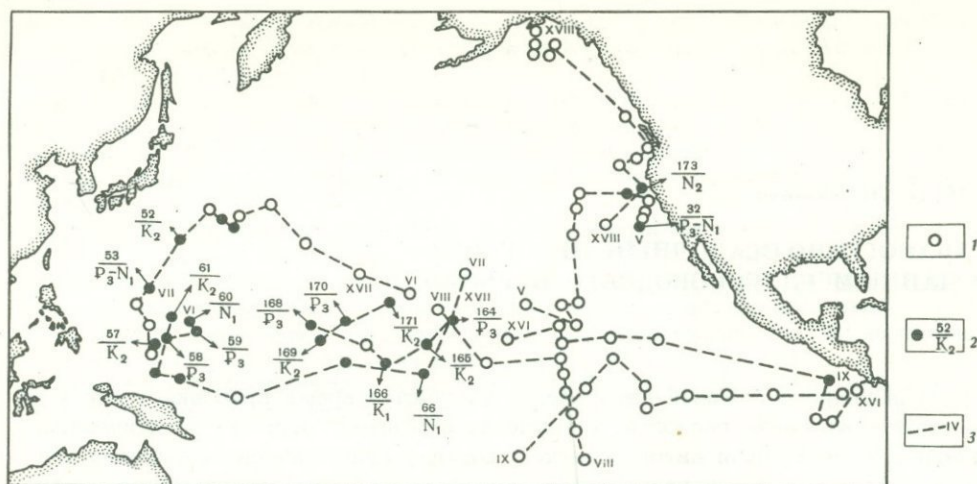 XVIII
173
N₂
32
P₃-N₁
V
XVIII
52
K₂
53
P₃-N₁
VII
61
K₂
VI
60
N₁
59
P₃
58
P₃
57
K₂
168
P₃
170
P₃
XVII
VI
169
K₂
171
K₂
VII
VIII
XVII
164
P₃
165
K₂
166
K₁
66
N₁
XVI
IX
XVI
IX
VIII
1
52
K₂
2
IV
3